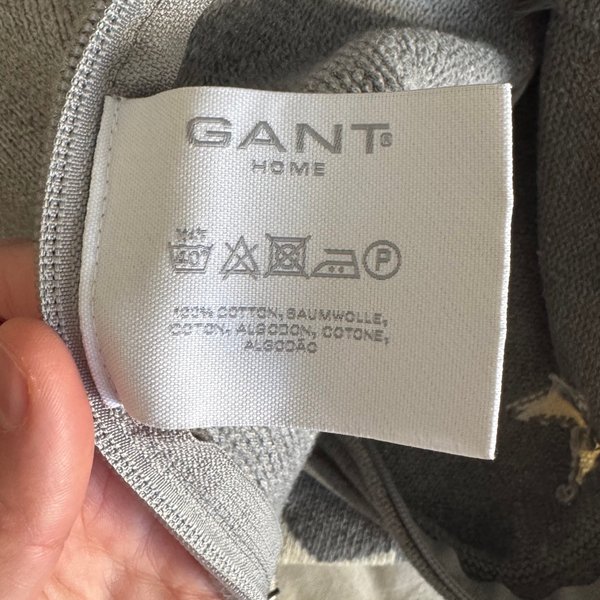 GANT®
HOME
40°
P
100% COTTON, BAUMWOLLE,
COTON, ALGODON, COTONE,
ALGODÃO